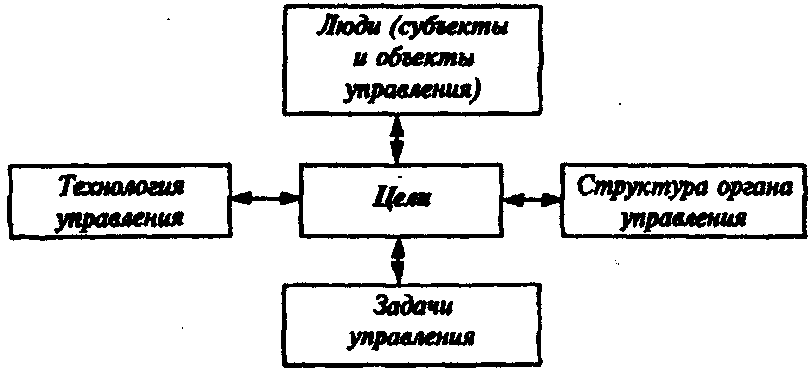 Люди (субъекты
и объекты
управления)
Технология
управления
Цели
Структура органа
управления
Задачи
управления